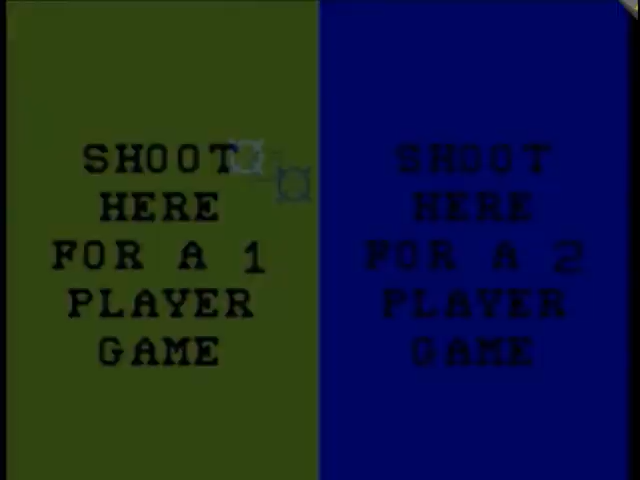 SHOOT
HERE
FOR A 1
PLAYER
GAME
SHOOT
HERE
FOR A 2
PLAYER
GAME